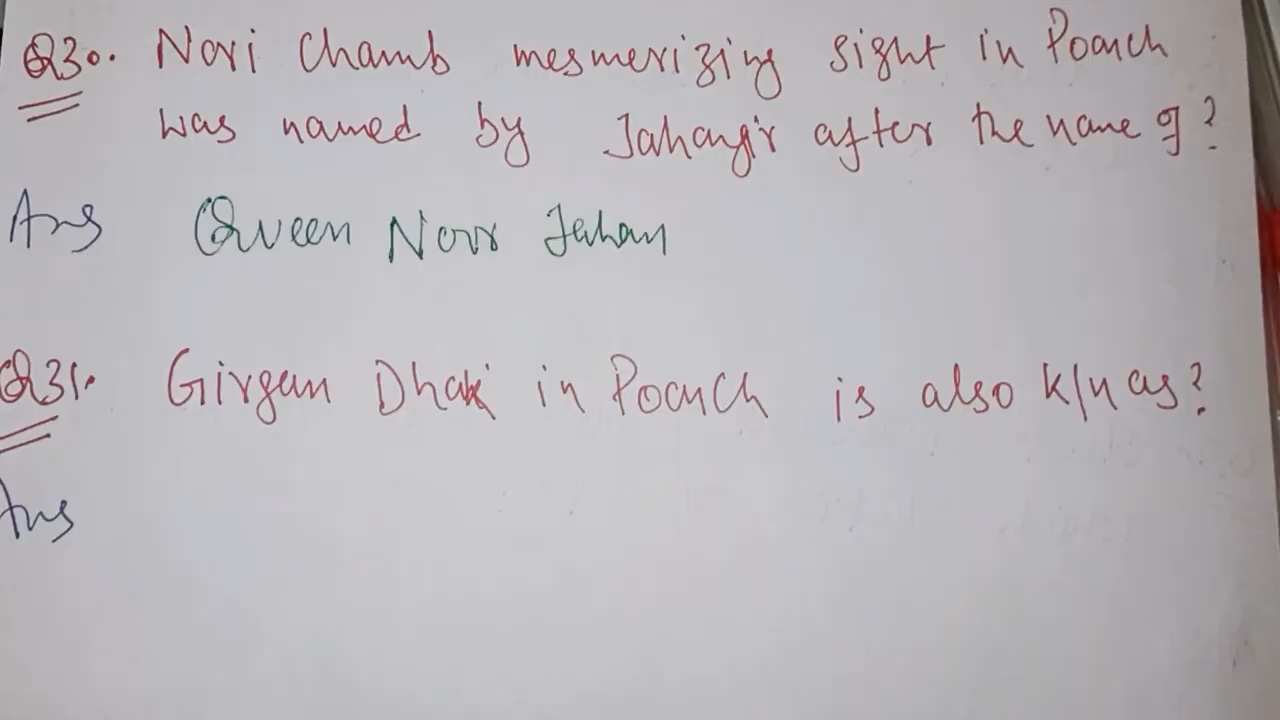 Q30. Nori Chamb mesmerizing sight in Poonch
was named by Jahangir after the name of?
Ans Queen Noor Jahan
Q31. Girgan Dhak in Poonch is also k/n as?
Ans